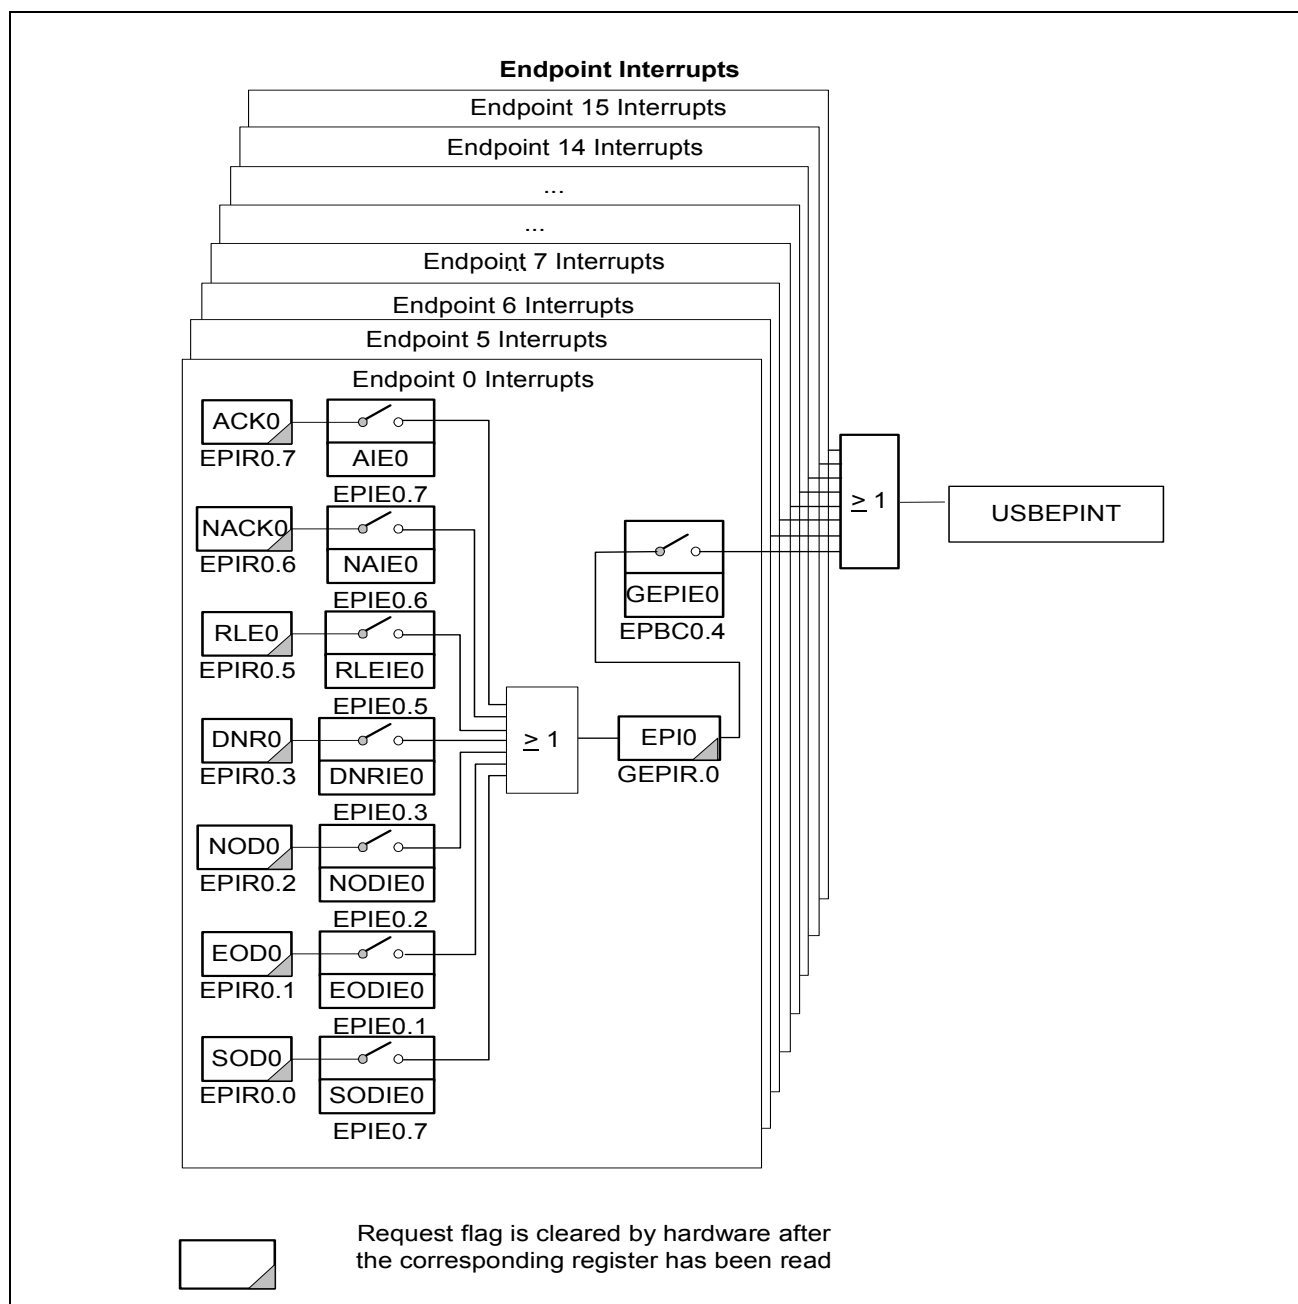 Endpoint Interrupts
Endpoint 15 Interrupts
Endpoint 14 Interrupts
...
...
Endpoint 7 Interrupts
...
Endpoint 6 Interrupts
Endpoint 5 Interrupts
Endpoint 0 Interrupts
ACK0
EPIR0.7
AIE0
EPIE0.7
NACK0
EPIR0.6
NAIE0
EPIE0.6
RLE0
EPIR0.5
RLEIE0
EPIE0.5
DNR0
EPIR0.3
DNRIE0
EPIE0.3
NOD0
EPIR0.2
NODIE0
EPIE0.2
EOD0
EPIR0.1
EODIE0
EPIE0.1
SOD0
EPIR0.0
SODIE0
EPIE0.7
≥ 1
EPI0
GEPIR.0
GEPIE0
EPBC0.4
≥ 1
USBEPINT
Request flag is cleared by hardware after
the corresponding register has been read